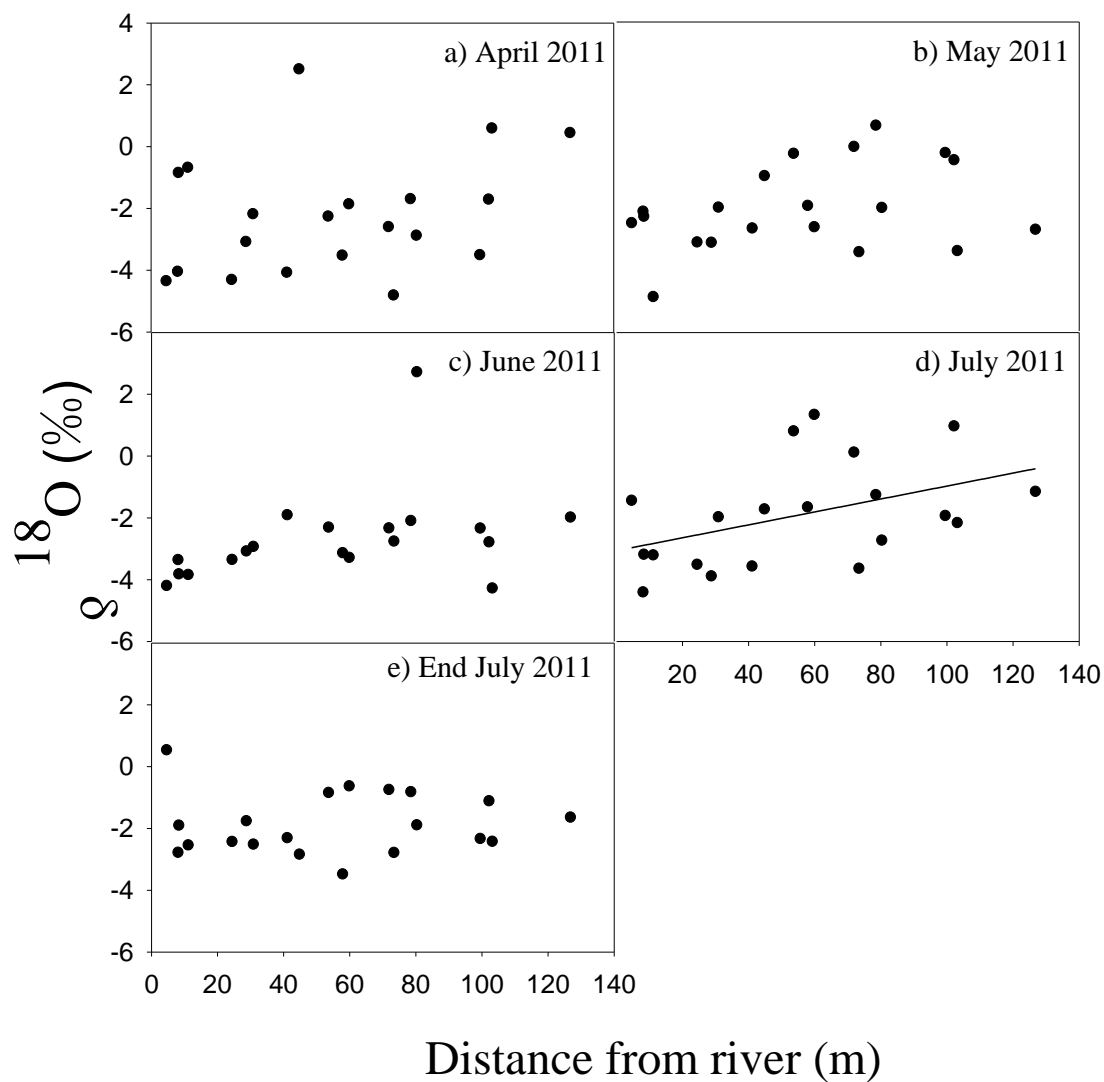 4
2
0
-2
-4
-6
a) April 2011
b) May 2011
2
0
-2
-4
-6
c) June 2011
d) July 2011
20 40 60 80 100 120 140
2
0
-2
-4
-6
e) End July 2011
0 20 40 60 80 100 120 140
δ18O (‰)
Distance from river (m)